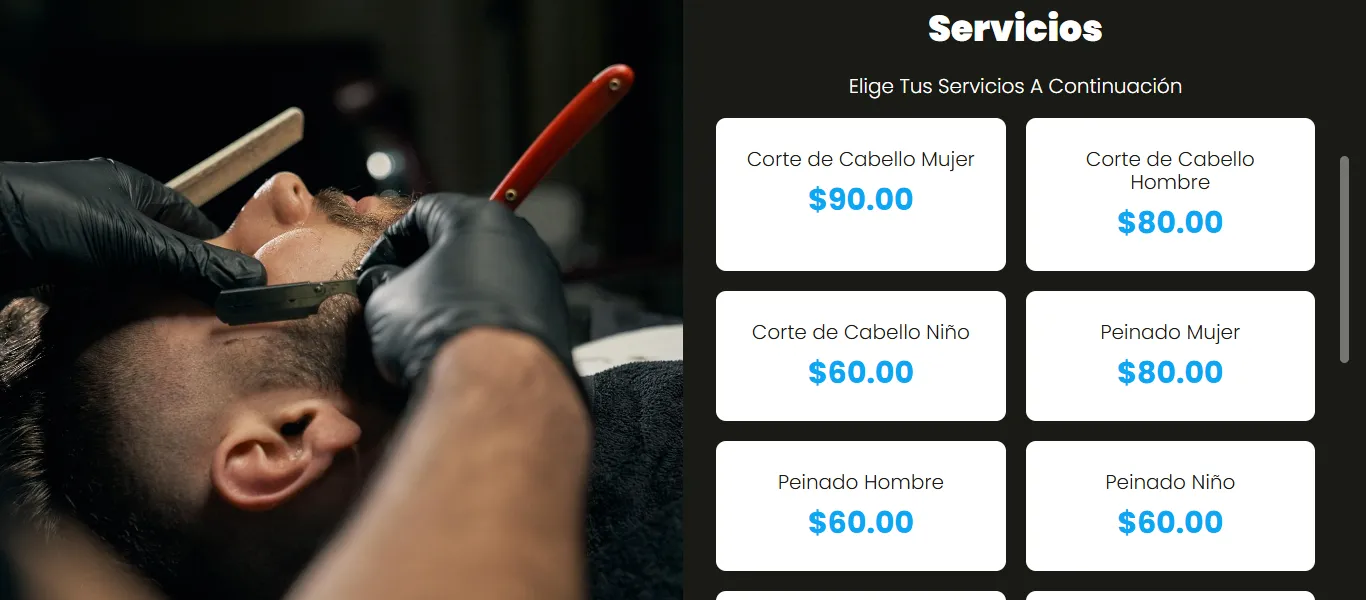 Servicios
Elige Tus Servicios A Continuación
Corte de Cabello Mujer
$90.00
Corte de Cabello
Hombre
$80.00
Corte de Cabello Niño
$60.00
Peinado Mujer
$80.00
Peinado Hombre
$60.00
Peinado Niño
$60.00